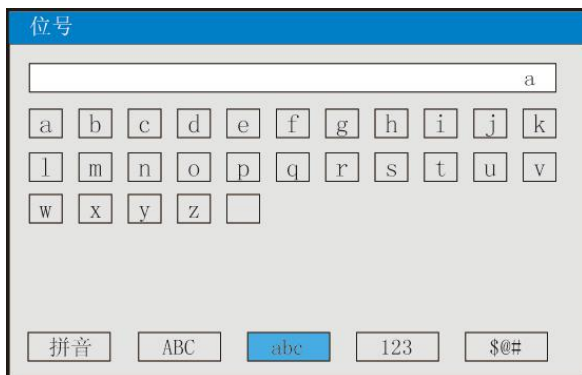 位号
a
a b c d e f g h i j k
l m n o p q r s t u v
w x y z
拼音 ABC abc 123 $@#